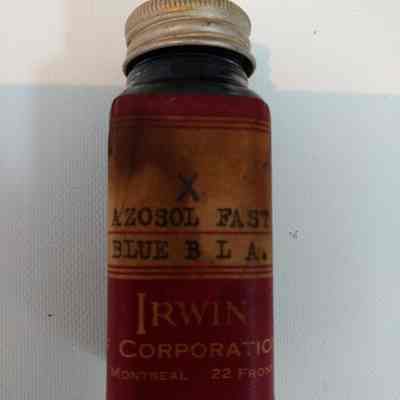 X
AZOSOL FAST
BLUE B L A.
IRWIN
CORPORATIO
MONTREAL 22 FRON